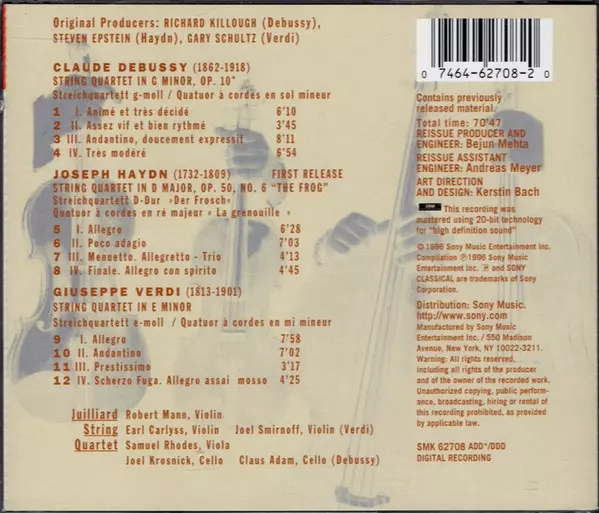 Original Producers: RICHARD KILLOUGH (Debussy),
STEVEN EPSTEIN (Haydn), GARY SCHULTZ (Verdi)
CLAUDE DEBUSSY (1862-1918)
STRING QUARTET IN G MINOR, OP. 10*
Streichquartett g-moll / Quatuor à cordes en sol mineur
1 I. Animé et très décidé 6'10
2 II. Assez vif et bien rythmé 3'45
3 III. Andantino, doucement expressif 8'11
4 IV. Très modéré 6'54
JOSEPH HAYDN (1732-1809) FIRST RELEASE
STRING QUARTET IN D MAJOR, OP. 50, NO. 6 "THE FROG"
Streichquartett D-Dur »Der Frosch«
Quatuor à cordes en ré majeur « La grenouille »
5 I. Allegro 6'28
6 II. Poco adagio 7'03
7 III. Menuetto. Allegretto - Trio 4'13
8 IV. Finale. Allegro con spirito 4'45
GIUSEPPE VERDI (1813-1901)
STRING QUARTET IN E MINOR
Streichquartett e-moll / Quatuor à cordes en mi mineur
9 I. Allegro 7'58
10 II. Andantino 7'02
11 III. Prestissimo 3'17
12 IV. Scherzo Fuga. Allegro assai mosso 4'25
Juilliard Robert Mann, Violin
String Earl Carlyss, Violin Joel Smirnoff, Violin (Verdi)
Quartet Samuel Rhodes, Viola
Joel Krosnick, Cello Claus Adam, Cello (Debussy)
0 7464-62708-2 0
Contains previously
released material.
Total time: 70'47
REISSUE PRODUCER AND
ENGINEER: Bejun Mehta
REISSUE ASSISTANT
ENGINEER: Andreas Meyer
ART DIRECTION
AND DESIGN: Kerstin Bach
This recording was
mastered using 20-bit technology
for "high definition sound"
©1996 Sony Music Entertainment Inc.
Compilation ℗1996 Sony Music
Entertainment Inc. ℗ and SONY
CLASSICAL are trademarks of Sony
Corporation.
Distribution: Sony Music.
http://www.sony.com
Manufactured by Sony Music
Entertainment Inc. / 550 Madison
Avenue, New York, NY 10022-3211.
Warning: All rights reserved,
including all rights of the producer
and of the owner of the recorded work.
Unauthorized copying, public perfor-
mance, broadcasting, hiring or rental of
this recording prohibited, as provided
by applicable law.
SMK 62708 ADD*/DDD
DIGITAL RECORDING